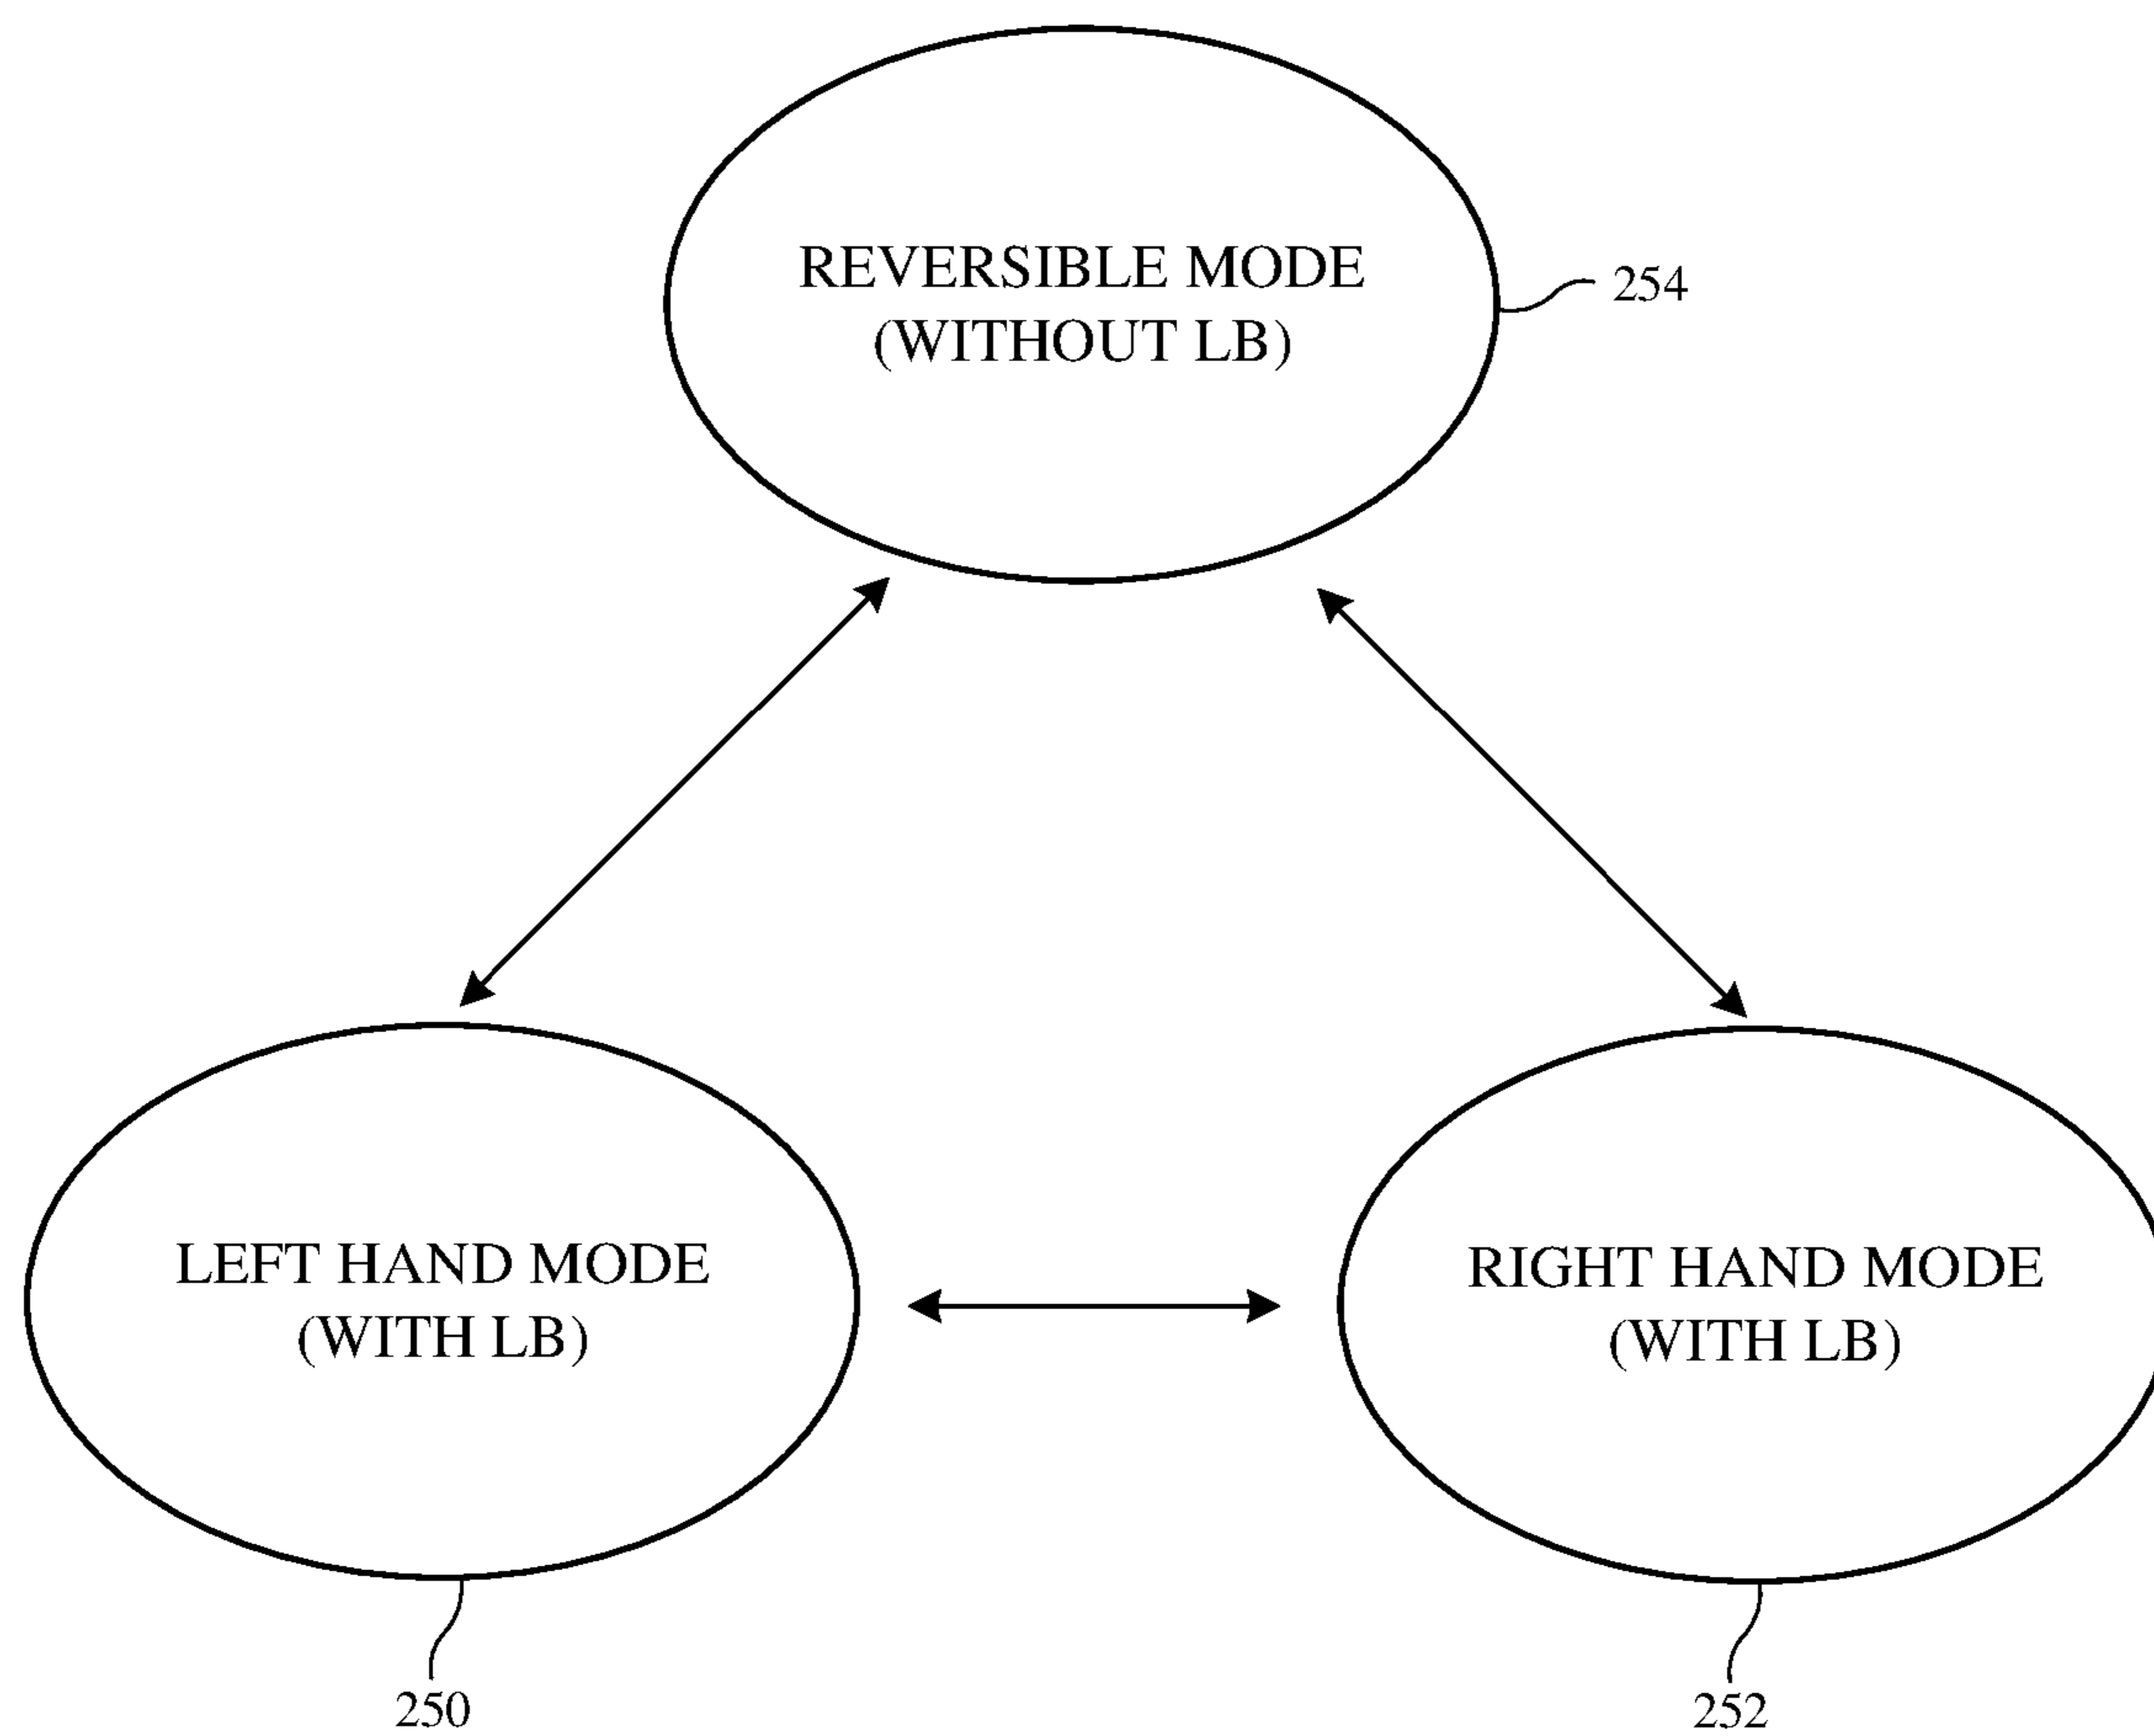 REVERSIBLE MODE
(WITHOUT LB)
254
LEFT HAND MODE
(WITH LB)
RIGHT HAND MODE
(WITH LB)
250
252